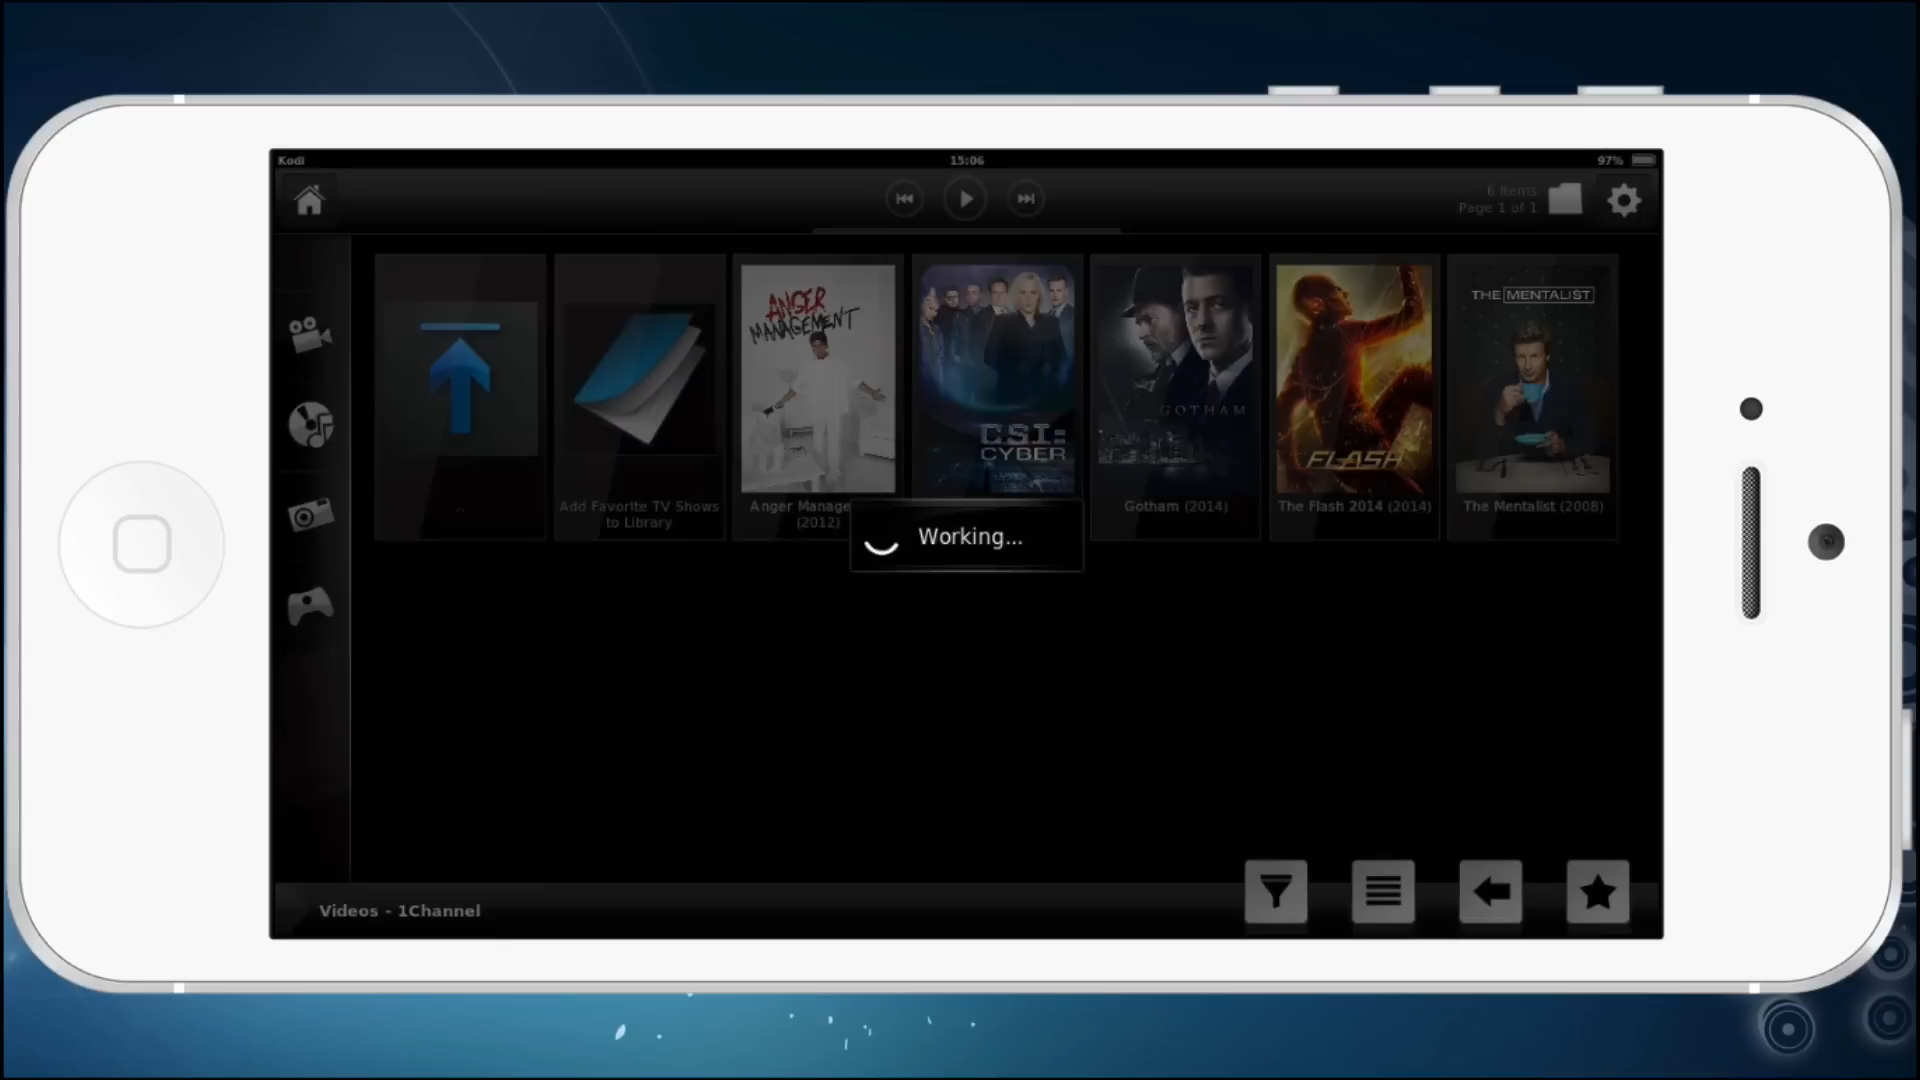 Kodi
15:06
97%
6 Items
Page 1 of 1
ANGER
MANAGEMENT
CSI:
CYBER
GOTHAM
FLASH
THE MENTALIST
..
Add Favorite TV Shows
to Library
Anger Manage
(2012)
Gotham (2014)
The Flash 2014 (2014)
The Mentalist (2008)
Working...
Videos - 1Channel